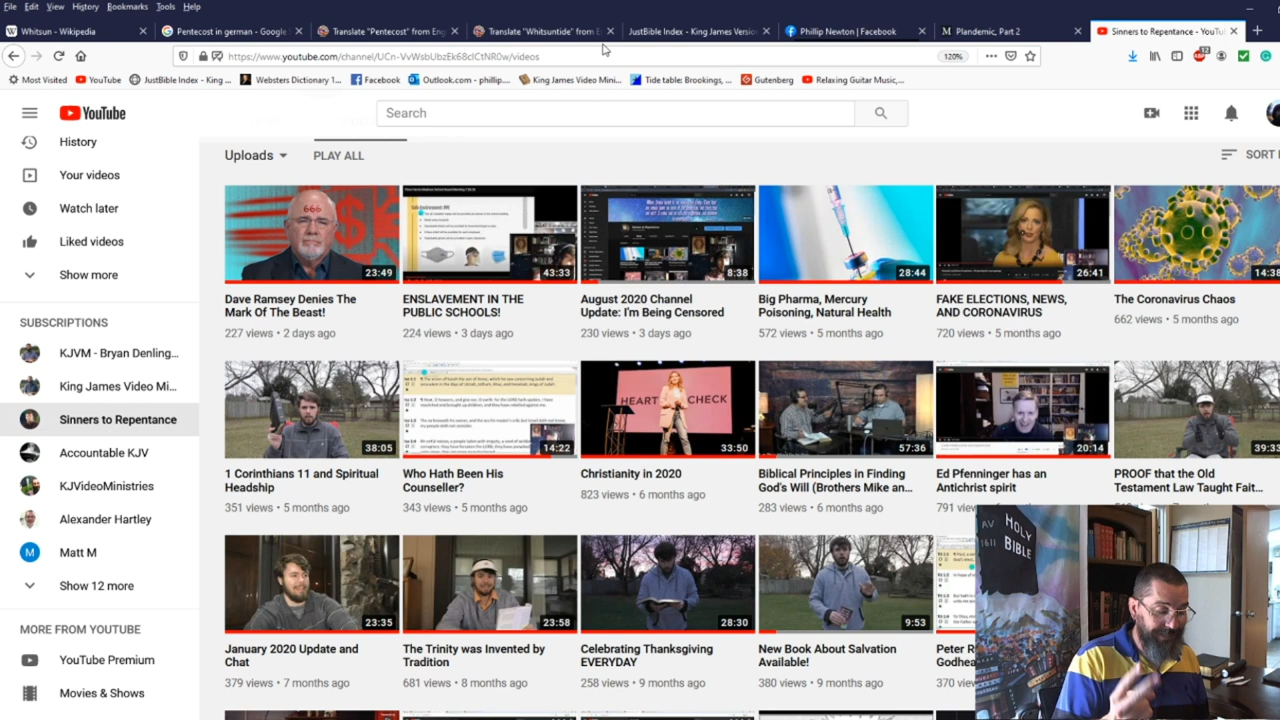 File Edit View History Bookmarks Tools Help
Whitsun - Wikipedia
Pentecost in german - Google
Translate "Pentecost" from En
Translate "Whitsuntide" from E
JustBible Index - King James Version
Phillip Newton | Facebook
Plandemic, Part 2
Sinners to Repentance - YouTu
https://www.youtube.com/channel/UCn-VvWsbUbzEk68clCtNR0w/videos
120%
Most Visited
YouTube
JustBible Index - King...
Websters Dictionary 1...
Facebook
Outlook.com - phillip....
King James Video Mini...
Tide table: Brookings, ...
Gutenberg
Relaxing Guitar Music,...
12
YouTube
Search
History
Your videos
Watch later
Liked videos
Show more
SUBSCRIPTIONS
KJVM - Bryan Denling...
King James Video Mi...
Sinners to Repentance
Accountable KJV
KJVideoMinistries
Alexander Hartley
M Matt M
Show 12 more
MORE FROM YOUTUBE
YouTube Premium
Movies & Shows
Uploads
PLAY ALL
SORT
666
23:49
43:33
8:38
28:44
26:41
14:38
Dave Ramsey Denies The
Mark Of The Beast!
227 views • 2 days ago
ENSLAVEMENT IN THE
PUBLIC SCHOOLS!
224 views • 3 days ago
August 2020 Channel
Update: I'm Being Censored
230 views • 3 days ago
Big Pharma, Mercury
Poisoning, Natural Health
572 views • 5 months ago
FAKE ELECTIONS, NEWS,
AND CORONAVIRUS
720 views • 5 months ago
The Coronavirus Chaos
662 views • 5 months ago
38:05
14:22
HEART CHECK
33:50
57:36
20:14
39:33
1 Corinthians 11 and Spiritual
Headship
351 views • 5 months ago
Who Hath Been His
Counseller?
343 views • 5 months ago
Christianity in 2020
823 views • 6 months ago
Biblical Principles in Finding
God's Will (Brothers Mike an...
283 views • 6 months ago
Ed Pfenninger has an
Antichrist spirit
791
PROOF that the Old
Testament Law Taught Fait...
23:35
23:58
28:30
9:53
January 2020 Update and
Chat
379 views • 7 months ago
The Trinity was Invented by
Tradition
681 views • 8 months ago
Celebrating Thanksgiving
EVERYDAY
258 views • 9 months ago
New Book About Salvation
Available!
380 views • 9 months ago
Peter R
Godhea
370
AV
1611
HOLY
BIBLE